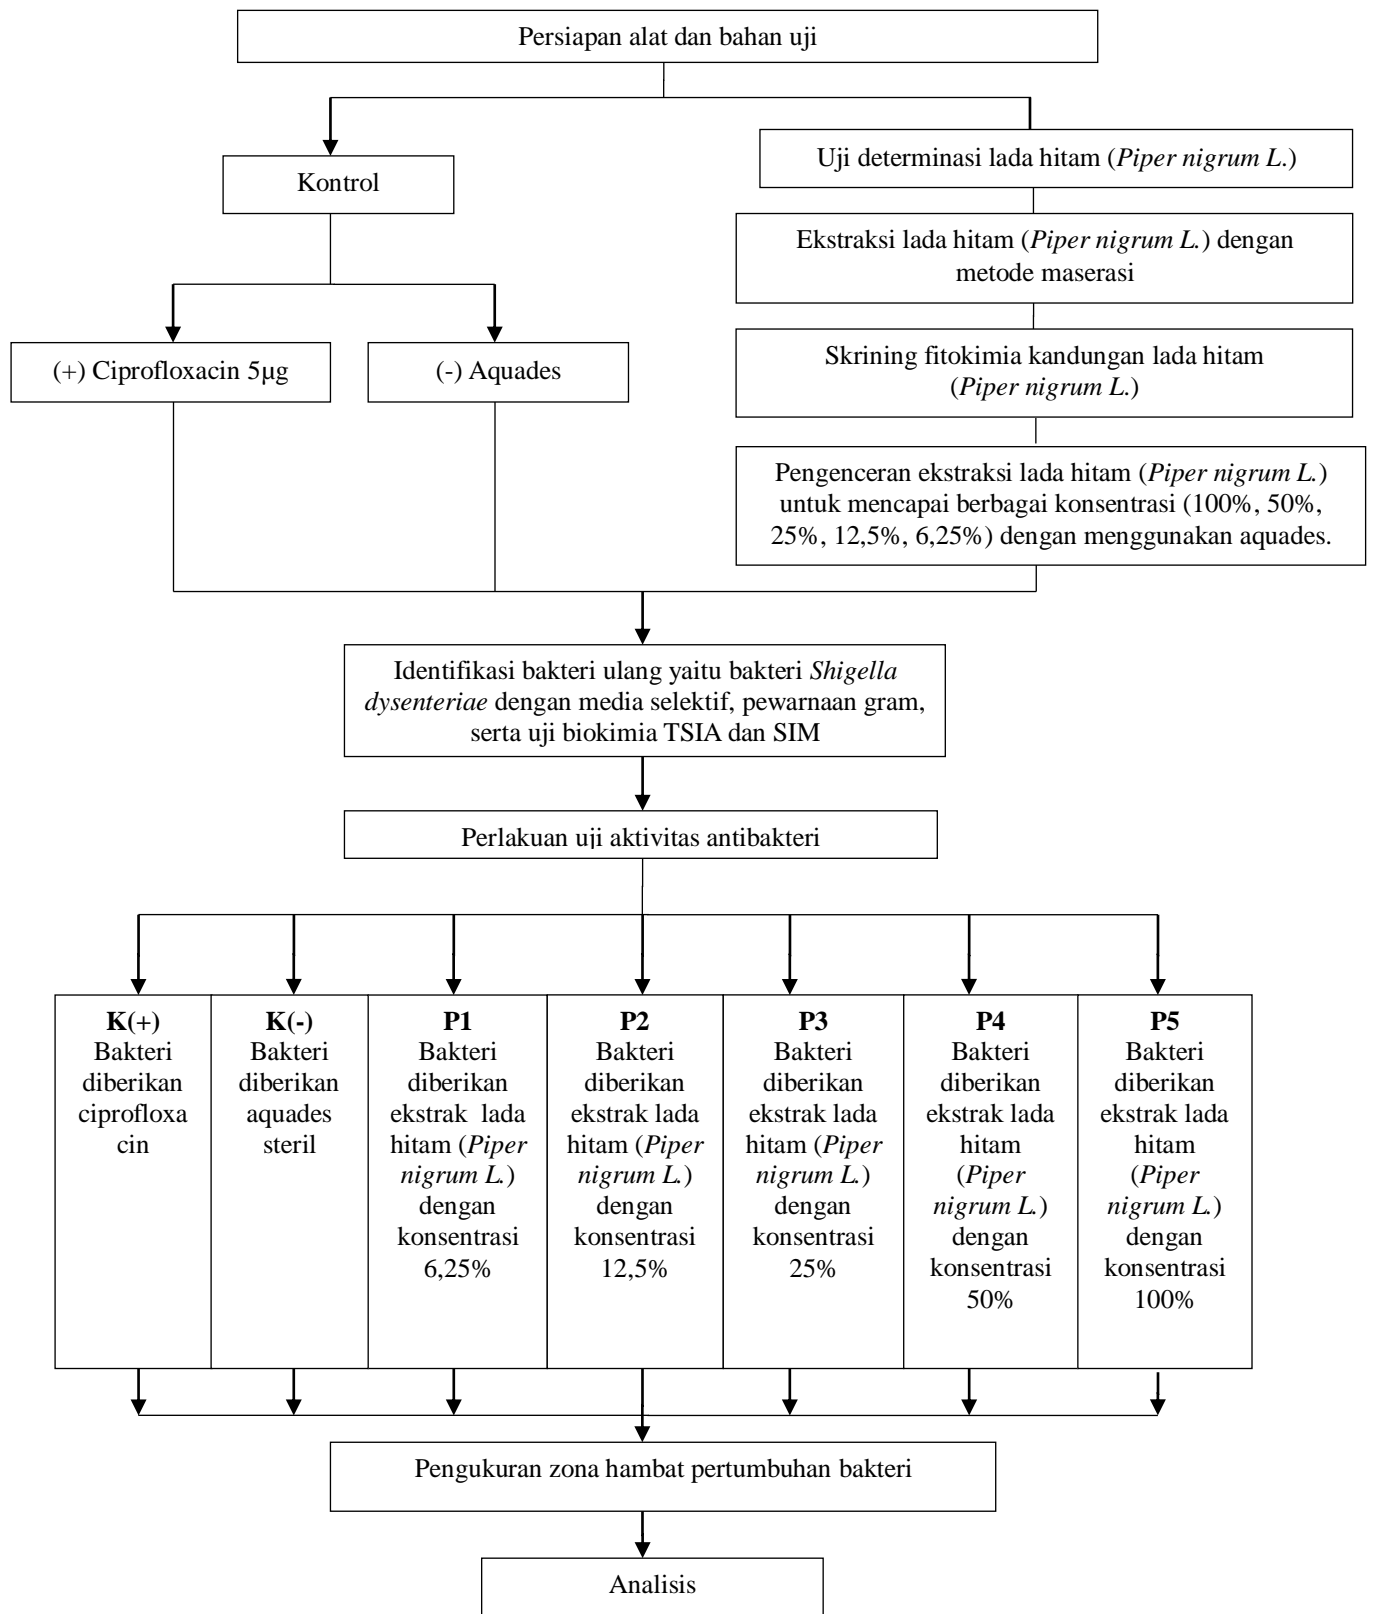 Persiapan alat dan bahan uji
Kontrol
(+) Ciprofloxacin 5µg
(-) Aquades
Uji determinasi lada hitam (Piper nigrum L.)
Ekstraksi lada hitam (Piper nigrum L.) dengan
metode maserasi
Skrining fitokimia kandungan lada hitam
(Piper nigrum L.)
Pengenceran ekstraksi lada hitam (Piper nigrum L.)
untuk mencapai berbagai konsentrasi (100%, 50%,
25%, 12,5%, 6,25%) dengan menggunakan aquades.
Identifikasi bakteri ulang yaitu bakteri Shigella
dysenteriae dengan media selektif, pewarnaan gram,
serta uji biokimia TSIA dan SIM
Perlakuan uji aktivitas antibakteri
K(+)
Bakteri
diberikan
ciprofloxa
cin
K(-)
Bakteri
diberikan
aquades
steril
P1
Bakteri
diberikan
ekstrak lada
hitam (Piper
nigrum L.)
dengan
konsentrasi
6,25%
P2
Bakteri
diberikan
ekstrak lada
hitam (Piper
nigrum L.)
dengan
konsentrasi
12,5%
P3
Bakteri
diberikan
ekstrak lada
hitam (Piper
nigrum L.)
dengan
konsentrasi
25%
P4
Bakteri
diberikan
ekstrak lada
hitam
(Piper
nigrum L.)
dengan
konsentrasi
50%
P5
Bakteri
diberikan
ekstrak lada
hitam
(Piper
nigrum L.)
dengan
konsentrasi
100%
Pengukuran zona hambat pertumbuhan bakteri
Analisis